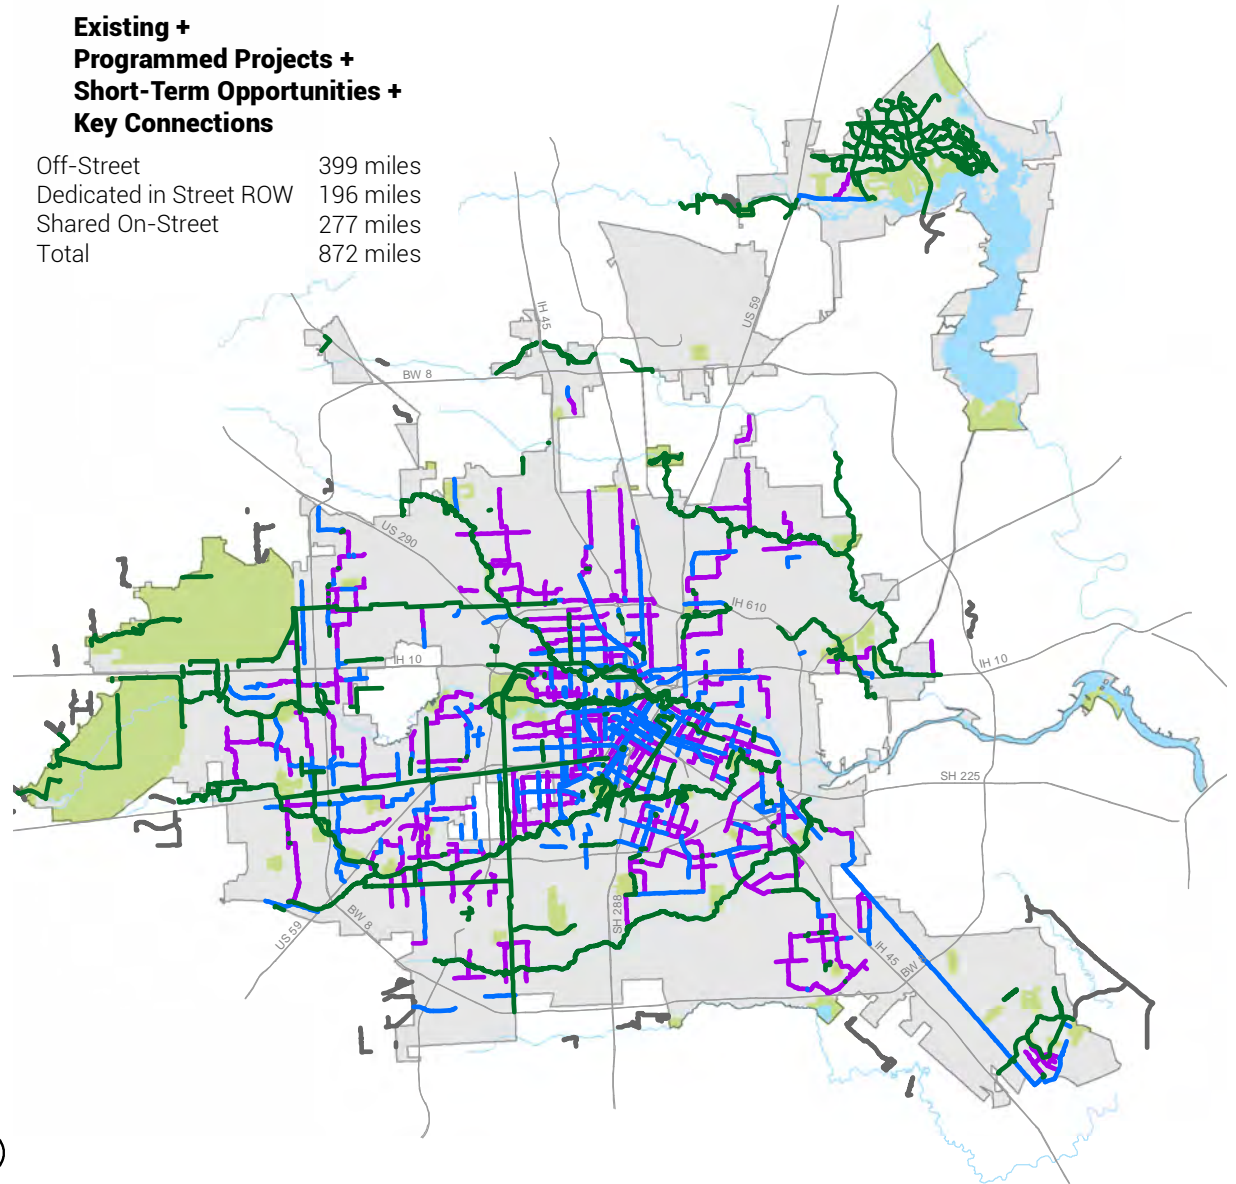 Existing +
Programmed Projects +
Short-Term Opportunities +
Key Connections
Off-Street 399 miles
Dedicated in Street ROW 196 miles
Shared On-Street 277 miles
Total 872 miles
IH 45
US 59
BW 8
US 290
IH 610
IH 10
IH 10
SH 225
SH 288
US 59
BW 8
IH 45
BW